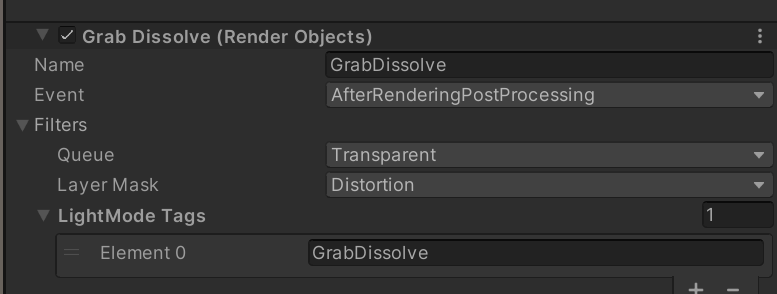 Grab Dissolve (Render Objects)
Name GrabDissolve
Event AfterRenderingPostProcessing
Filters
Queue Transparent
Layer Mask Distortion
LightMode Tags 1
Element 0 GrabDissolve